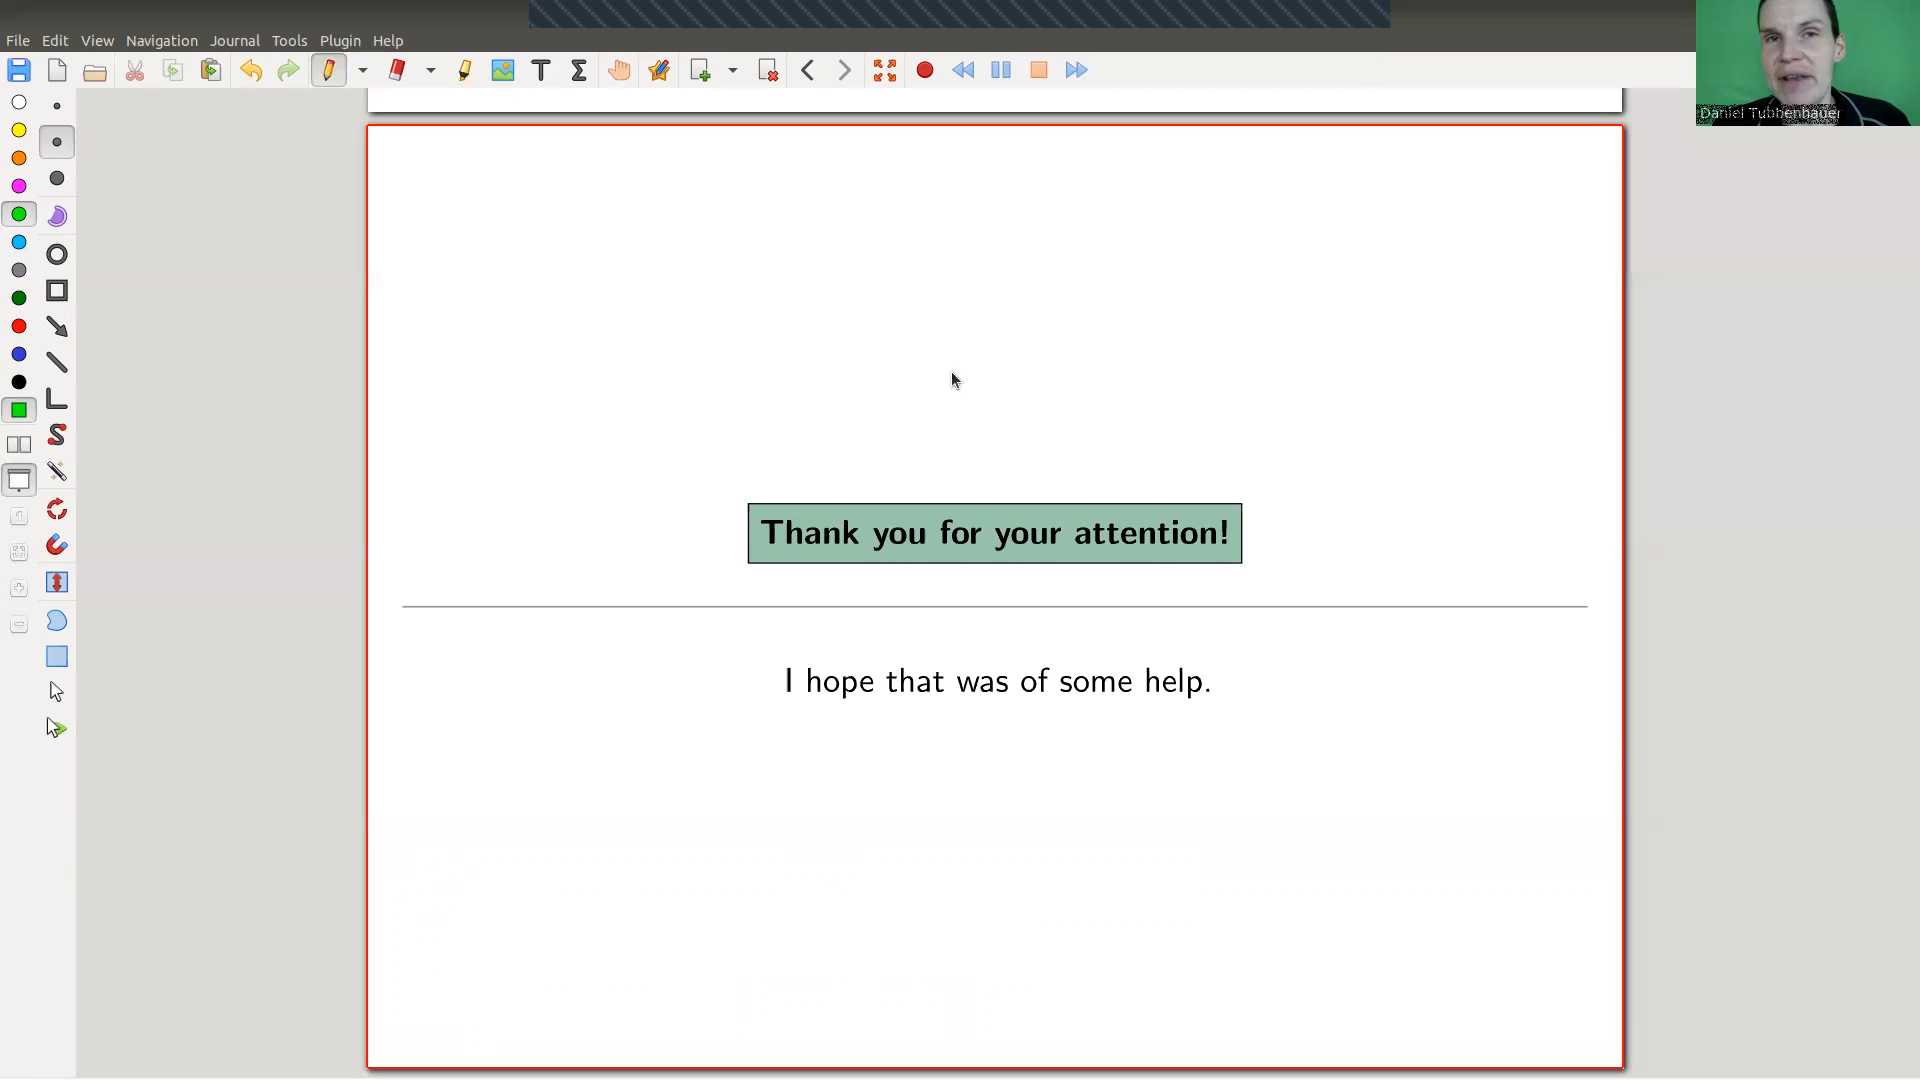 File Edit View Navigation Journal Tools Plugin Help
Daniel Tubbenhauer
Thank you for your attention!
I hope that was of some help.